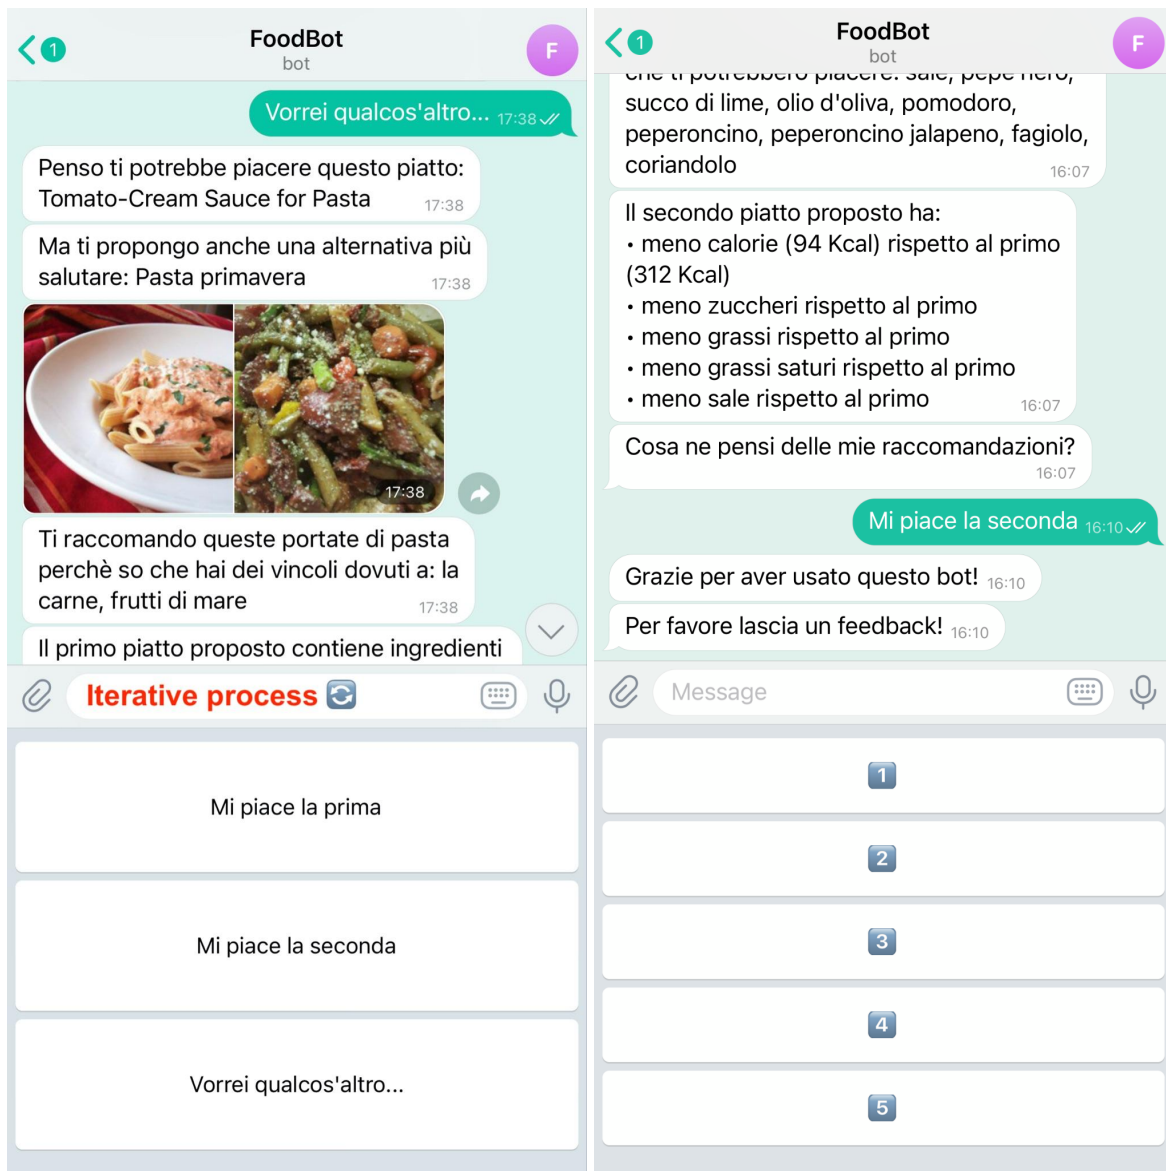 1
FoodBot
bot
F
Vorrei qualcos'altro... 17:38
Penso ti potrebbe piacere questo piatto:
Tomato-Cream Sauce for Pasta 17:38
Ma ti propongo anche una alternativa più
salutare: Pasta primavera 17:38
17:38
Ti raccomando queste portate di pasta
perchè so che hai dei vincoli dovuti a: la
carne, frutti di mare 17:38
Il primo piatto proposto contiene ingredienti
Iterative process
Mi piace la prima
Mi piace la seconda
Vorrei qualcos'altro...
1
FoodBot
bot
F
che ti potrebbero piacere: sale, pepe nero,
succo di lime, olio d'oliva, pomodoro,
peperoncino, peperoncino jalapeno, fagiolo,
coriandolo 16:07
Il secondo piatto proposto ha:
• meno calorie (94 Kcal) rispetto al primo
(312 Kcal)
• meno zuccheri rispetto al primo
• meno grassi rispetto al primo
• meno grassi saturi rispetto al primo
• meno sale rispetto al primo 16:07
Cosa ne pensi delle mie raccomandazioni?
16:07
Mi piace la seconda 16:10
Grazie per aver usato questo bot! 16:10
Per favore lascia un feedback! 16:10
Message
1
2
3
4
5